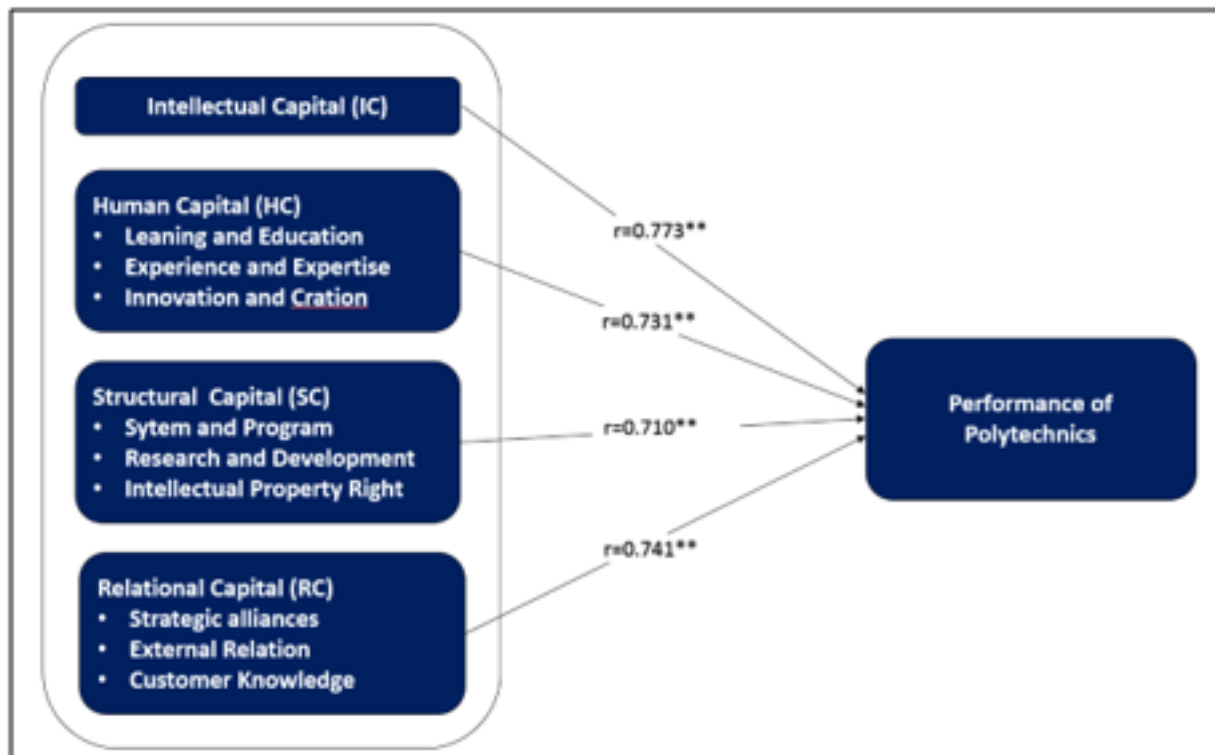 Intellectual Capital (IC)
Human Capital (HC)
• Leaning and Education
• Experience and Expertise
• Innovation and Cration
Structural Capital (SC)
• Sytem and Program
• Research and Development
• Intellectual Property Right
Relational Capital (RC)
• Strategic alliances
• External Relation
• Customer Knowledge
r=0.773**
r=0.731**
r=0.710**
r=0.741**
Performance of
Polytechnics